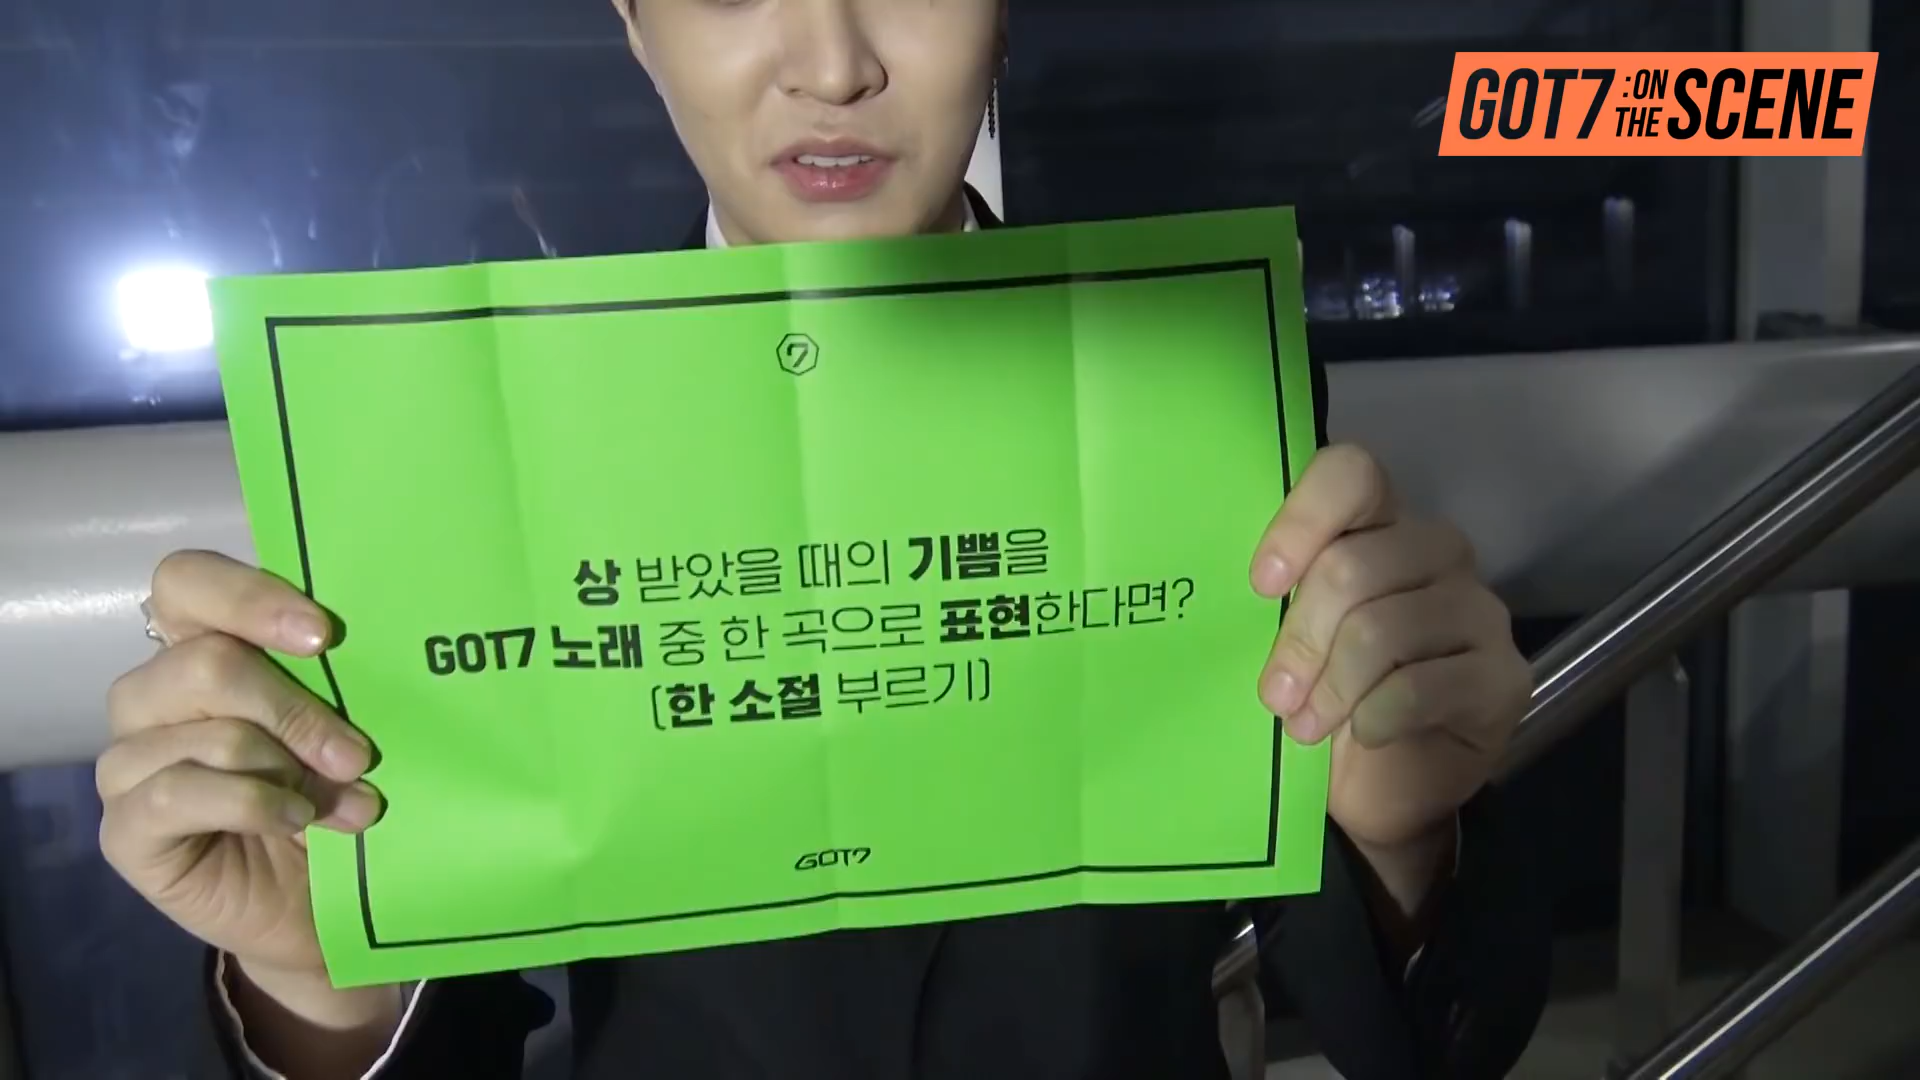 GOT7 :ON THE SCENE
7
상 받았을 때의 기쁨을
GOT7 노래 중 한 곡으로 표현한다면?
(한 소절 부르기)
GOT7